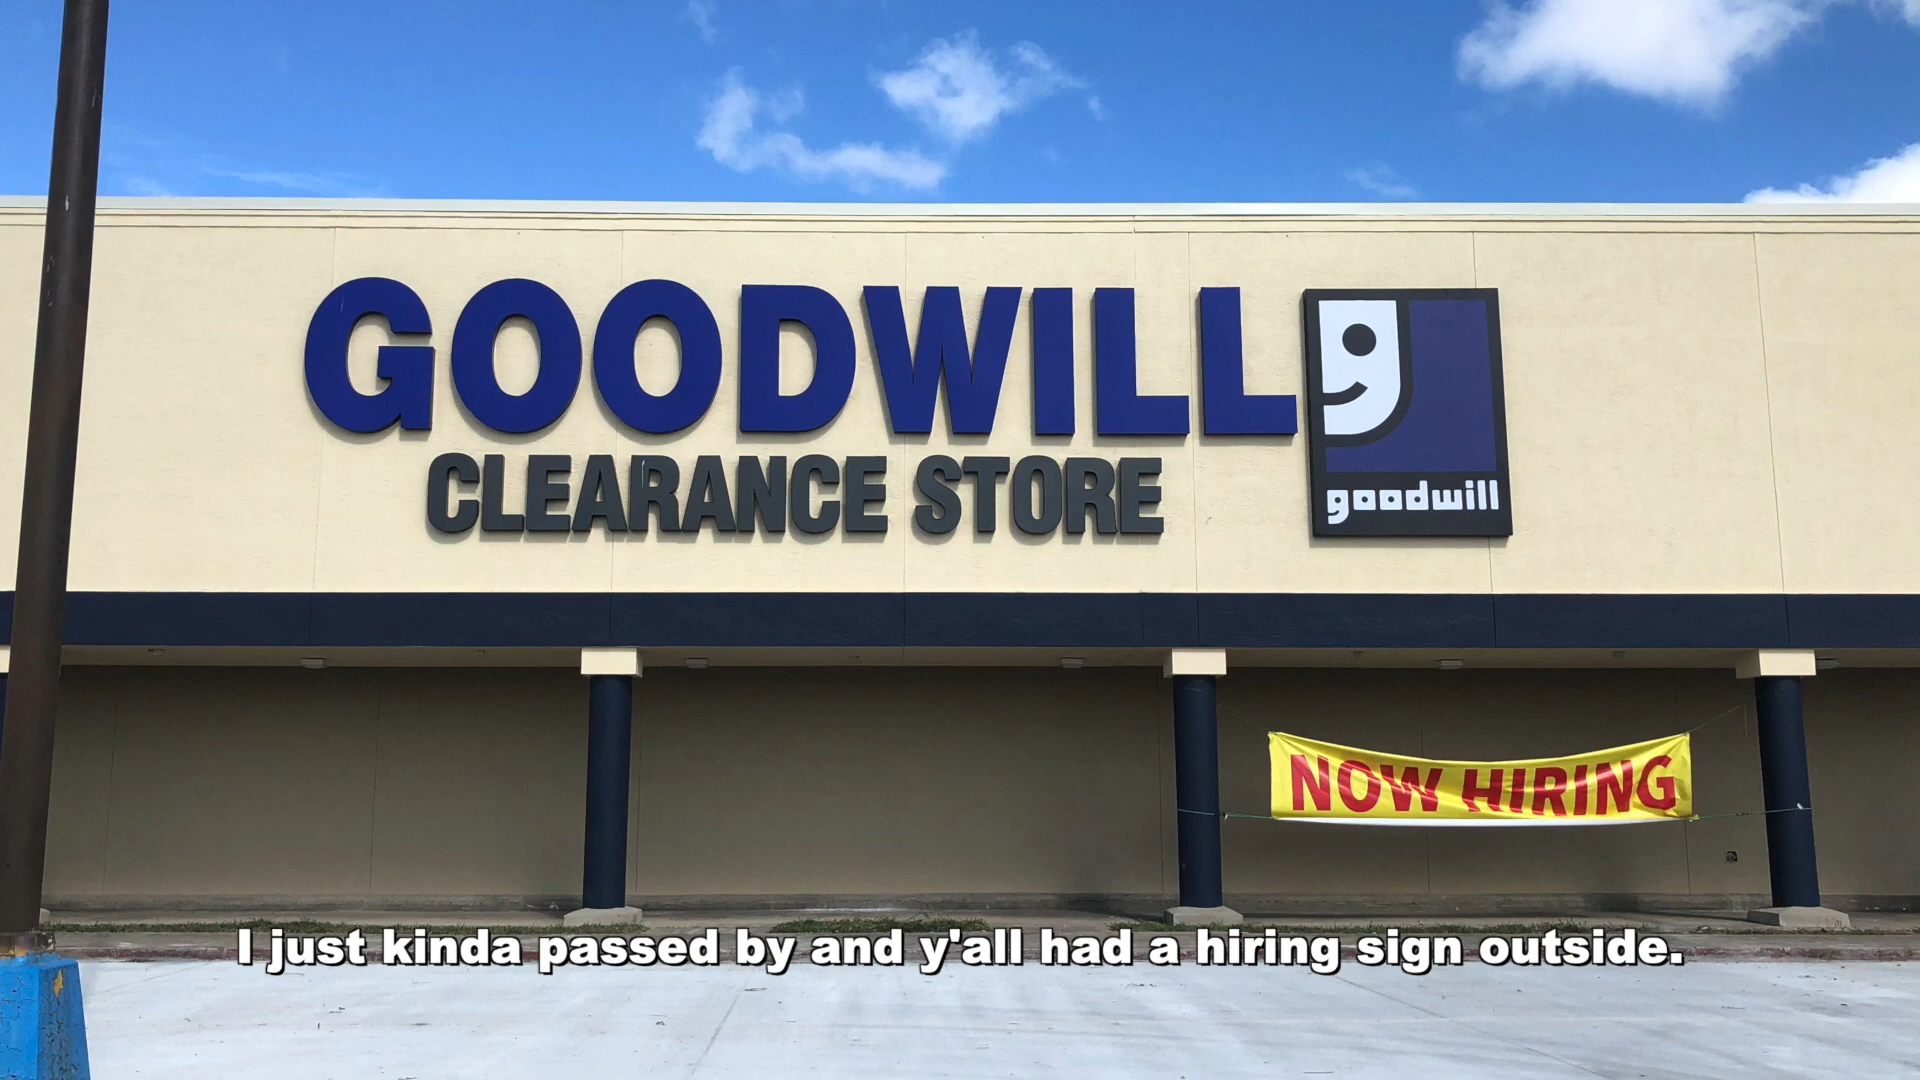 GOODWILL
CLEARANCE STORE
goodwill
NOW HIRING
I just kinda passed by and y'all had a hiring sign outside.